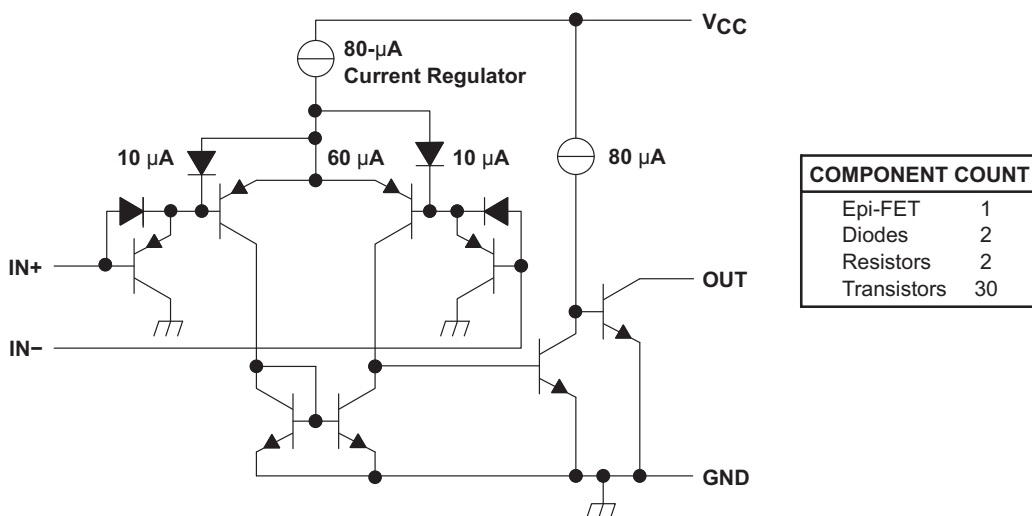 V_CC
80-µA
Current Regulator
10 µA
60 µA
10 µA
80 µA
IN+
OUT
IN−
GND
COMPONENT COUNT
Epi-FET 1
Diodes 2
Resistors 2
Transistors 30